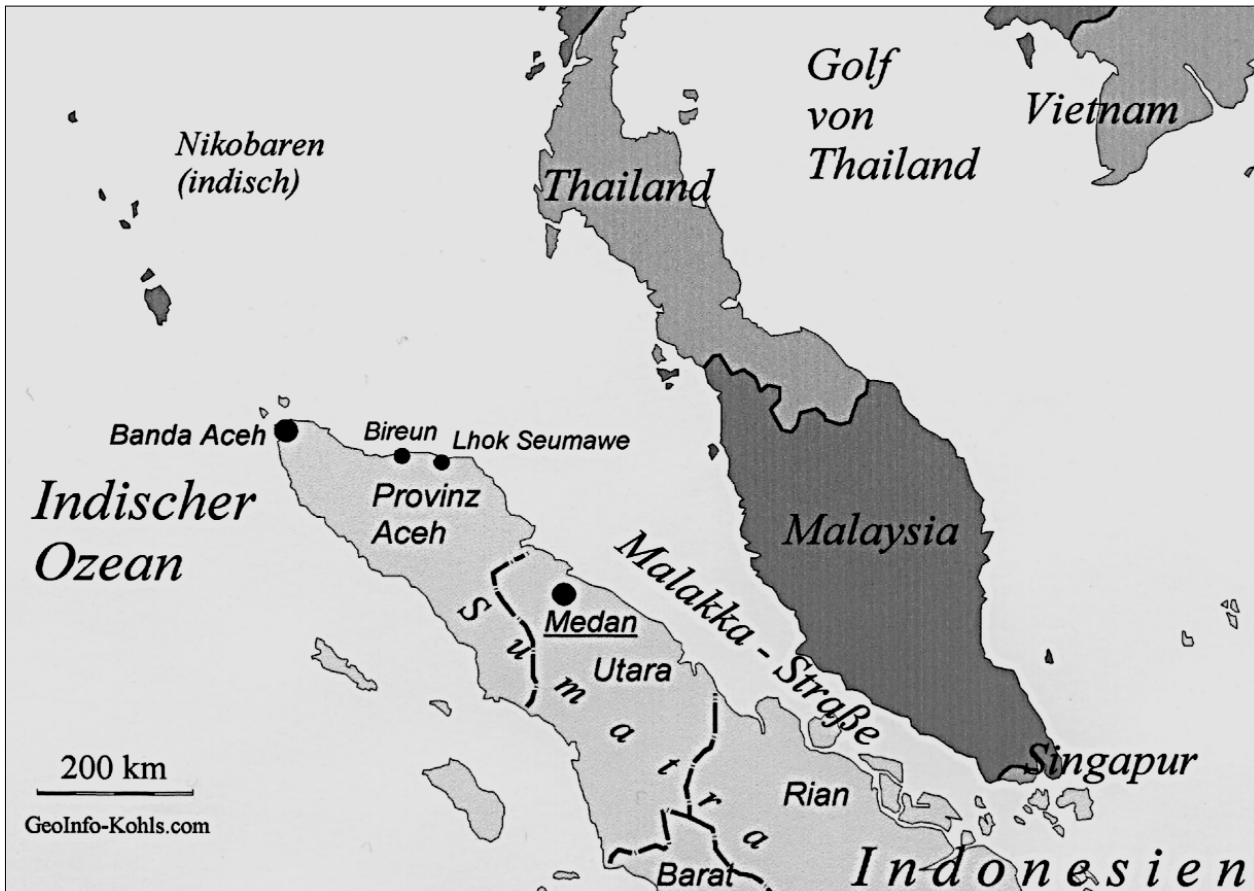 Golf
von
Thailand
Vietnam
Nikobaren
(indisch)
Thailand
Banda Aceh
Bireun
Lhok Seumawe
Indischer
Ozean
Provinz
Aceh
Malaysia
Malakka - Straße
Medan
Utara
Sumatra
200 km
GeoInfo-Kohls.com
Singapur
Rian
Barat
Indonesien